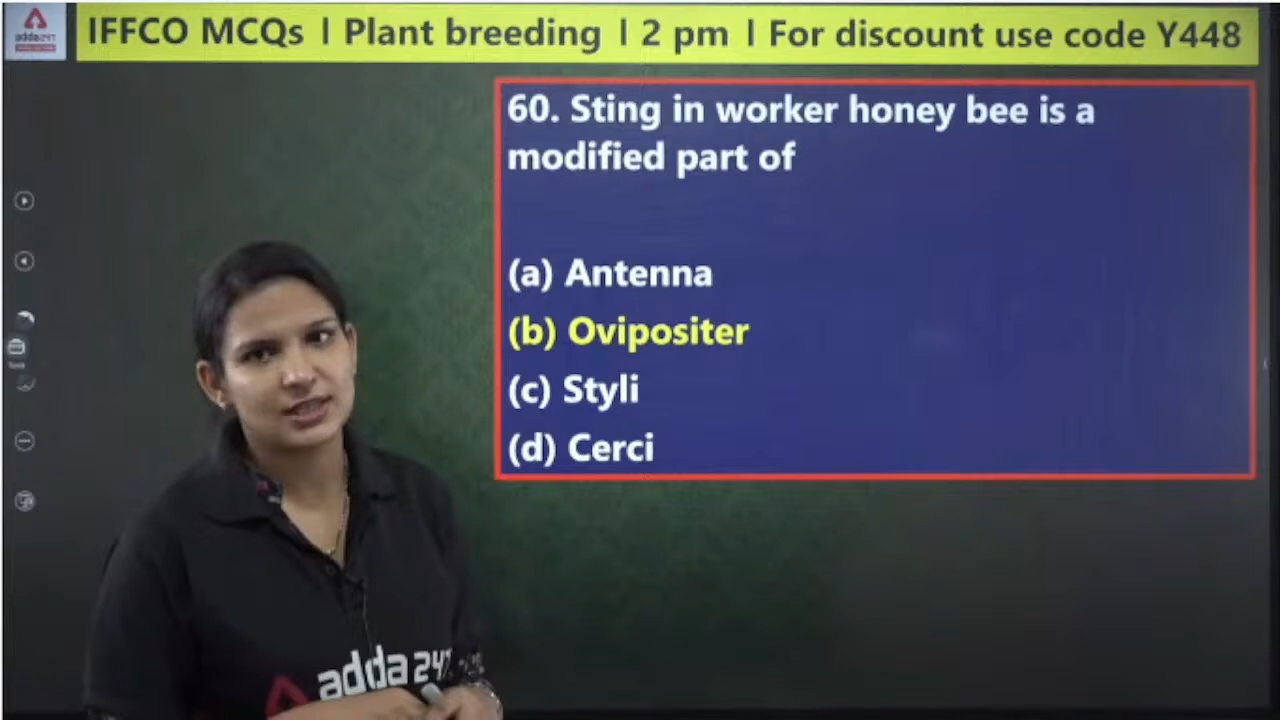 adda247
IFFCO MCQs I Plant breeding I 2 pm I For discount use code Y448
60. Sting in worker honey bee is a
modified part of
(a) Antenna
(b) Ovipositer
(c) Styli
(d) Cerci
adda247